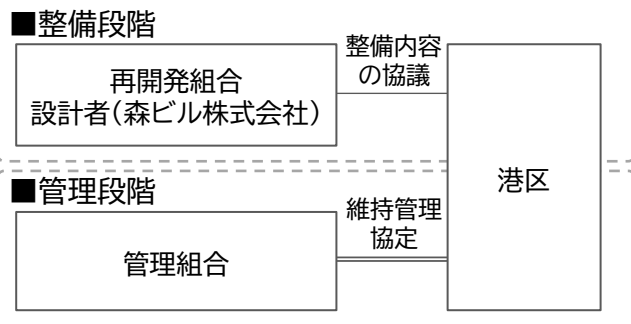 ■整備段階
再開発組合
設計者(森ビル株式会社)
整備内容
の協議
港区
■管理段階
管理組合
維持管理
協定